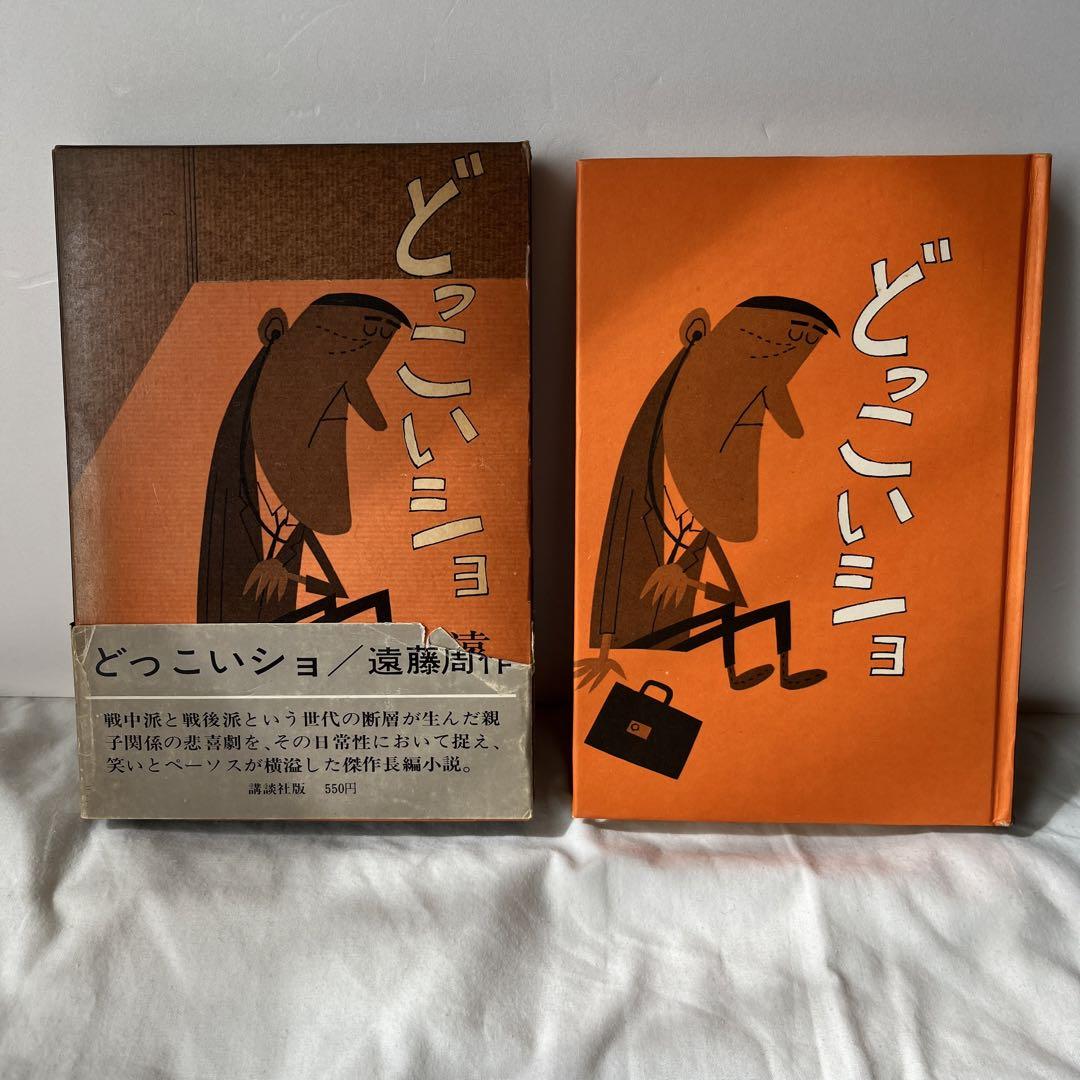 どっこいショ
遠
どっこいショ／遠藤周作
戦中派と戦後派という世代の断層が生んだ親
子関係の悲喜劇を、その日常性において捉え、
笑いとペーソスが横溢した傑作長編小説。
講談社版 550円
どっこいショ